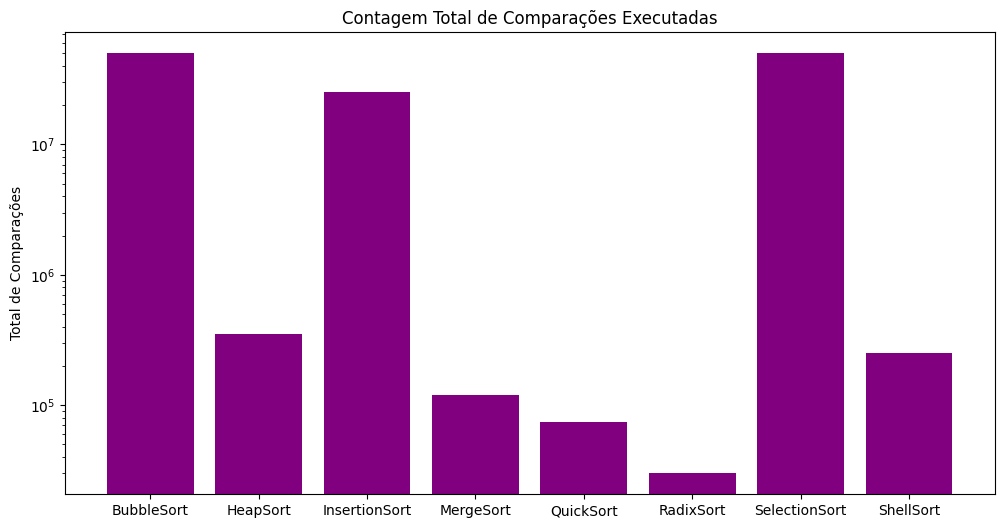 Contagem Total de Comparações Executadas
Total de Comparações
10^7
10^6
10^5
BubbleSort HeapSort InsertionSort MergeSort QuickSort RadixSort SelectionSort ShellSort